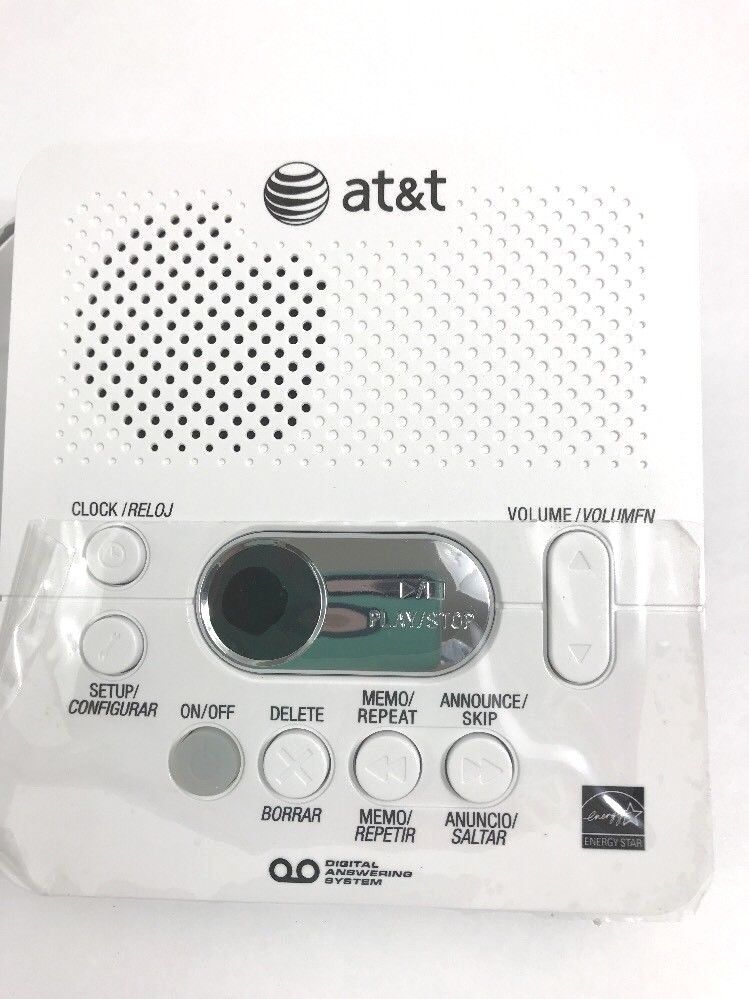 at&t
CLOCK /RELOJ
VOLUME /VOLUMEN
PLAY/STOP
SETUP/
CONFIGURAR
ON/OFF
DELETE
MEMO/
REPEAT
ANNOUNCE/
SKIP
BORRAR
MEMO/
REPETIR
ANUNCIO/
SALTAR
energy
ENERGY STAR
DIGITAL
ANSWERING
SYSTEM